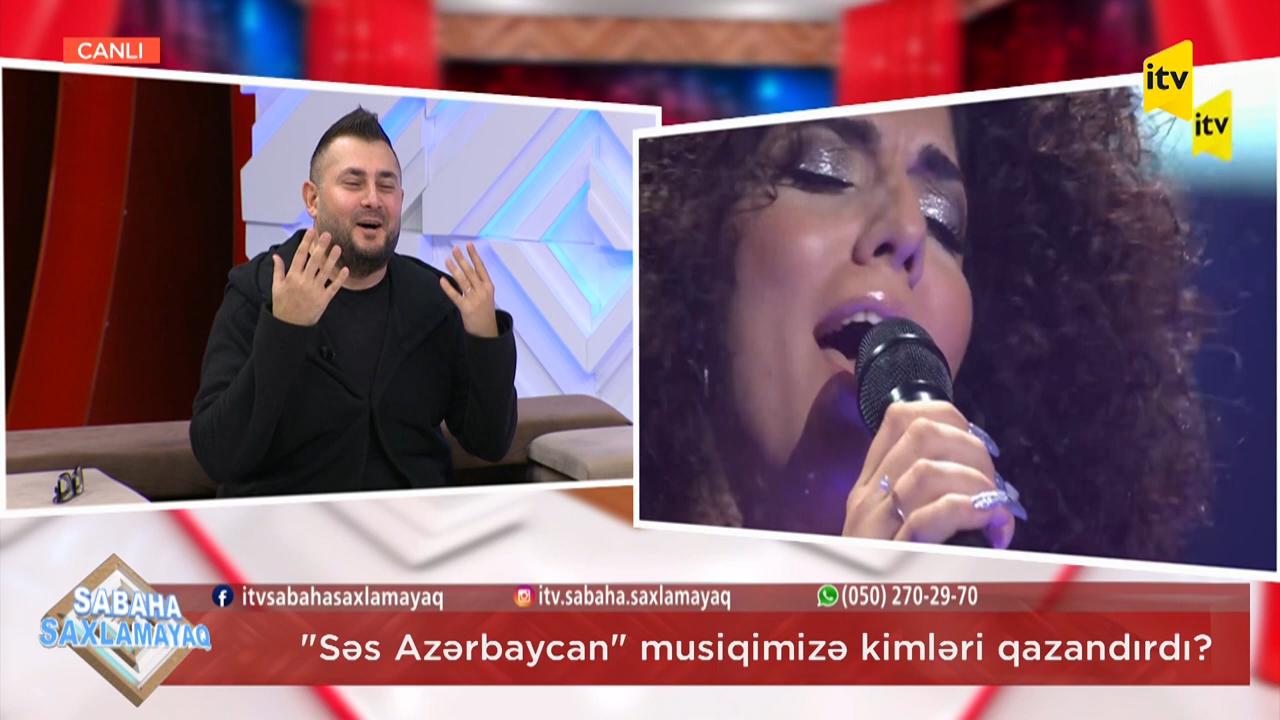 CANLI
itv
itv
itvsabahasaxlamayaq
itv.sabaha.saxlamayaq
(050) 270-29-70
SABAHA
SAXLAMAYAQ
"Səs Azərbaycan" musiqimizə kimləri qazandırdı?